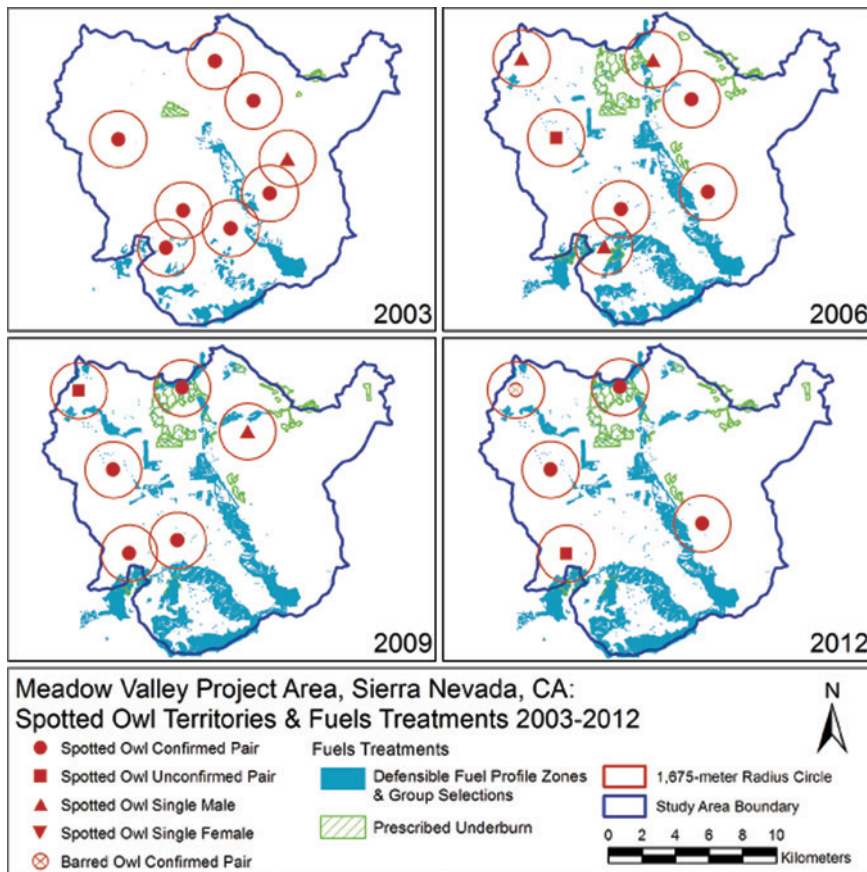 2003
2006
2009
2012
Meadow Valley Project Area, Sierra Nevada, CA:
Spotted Owl Territories & Fuels Treatments 2003-2012
Spotted Owl Confirmed Pair
Spotted Owl Unconfirmed Pair
Spotted Owl Single Male
Spotted Owl Single Female
Barred Owl Confirmed Pair
Fuels Treatments
Defensible Fuel Profile Zones
& Group Selections
Prescribed Underburn
N
1,675-meter Radius Circle
Study Area Boundary
0 2 4 6 8 10
Kilometers